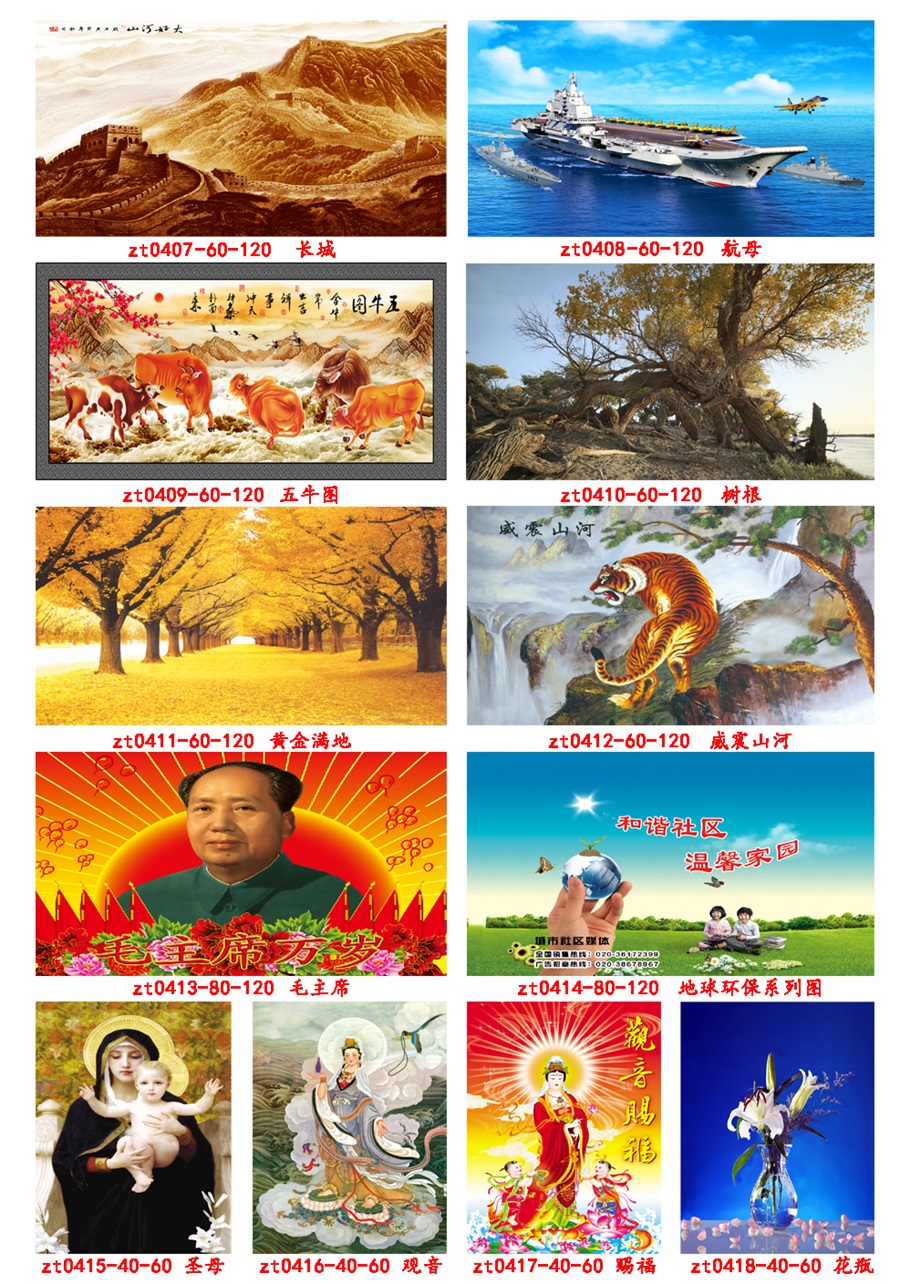 大好河山
zt0407-60-120 长城
zt0408-60-120 航母
五牛图
zt0409-60-120 五牛图
zt0410-60-120 树根
威震山河
zt0411-60-120 黄金满地
zt0412-60-120 威震山河
毛主席万岁
和谐社区
温馨家园
城市社区媒体
全国销售热线：020-36172399
广告招商热线：020-38678967
zt0413-80-120 毛主席
zt0414-80-120 地球环保系列图
觀音賜福
zt0415-40-60 圣母
zt0416-40-60 观音
zt0417-40-60 赐福
zt0418-40-60 花瓶